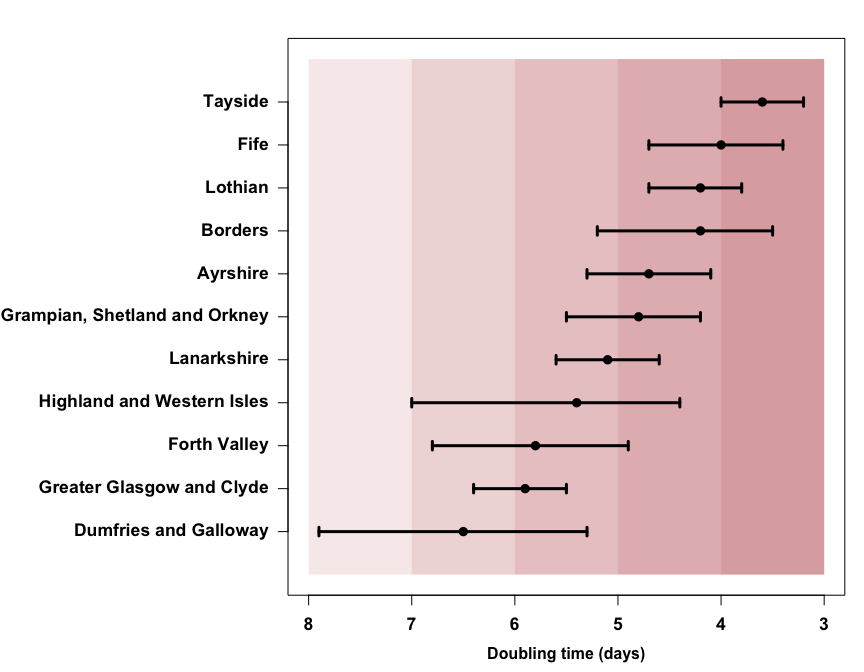 Tayside
Fife
Lothian
Borders
Ayrshire
Grampian, Shetland and Orkney
Lanarkshire
Highland and Western Isles
Forth Valley
Greater Glasgow and Clyde
Dumfries and Galloway
8 7 6 5 4 3
Doubling time (days)